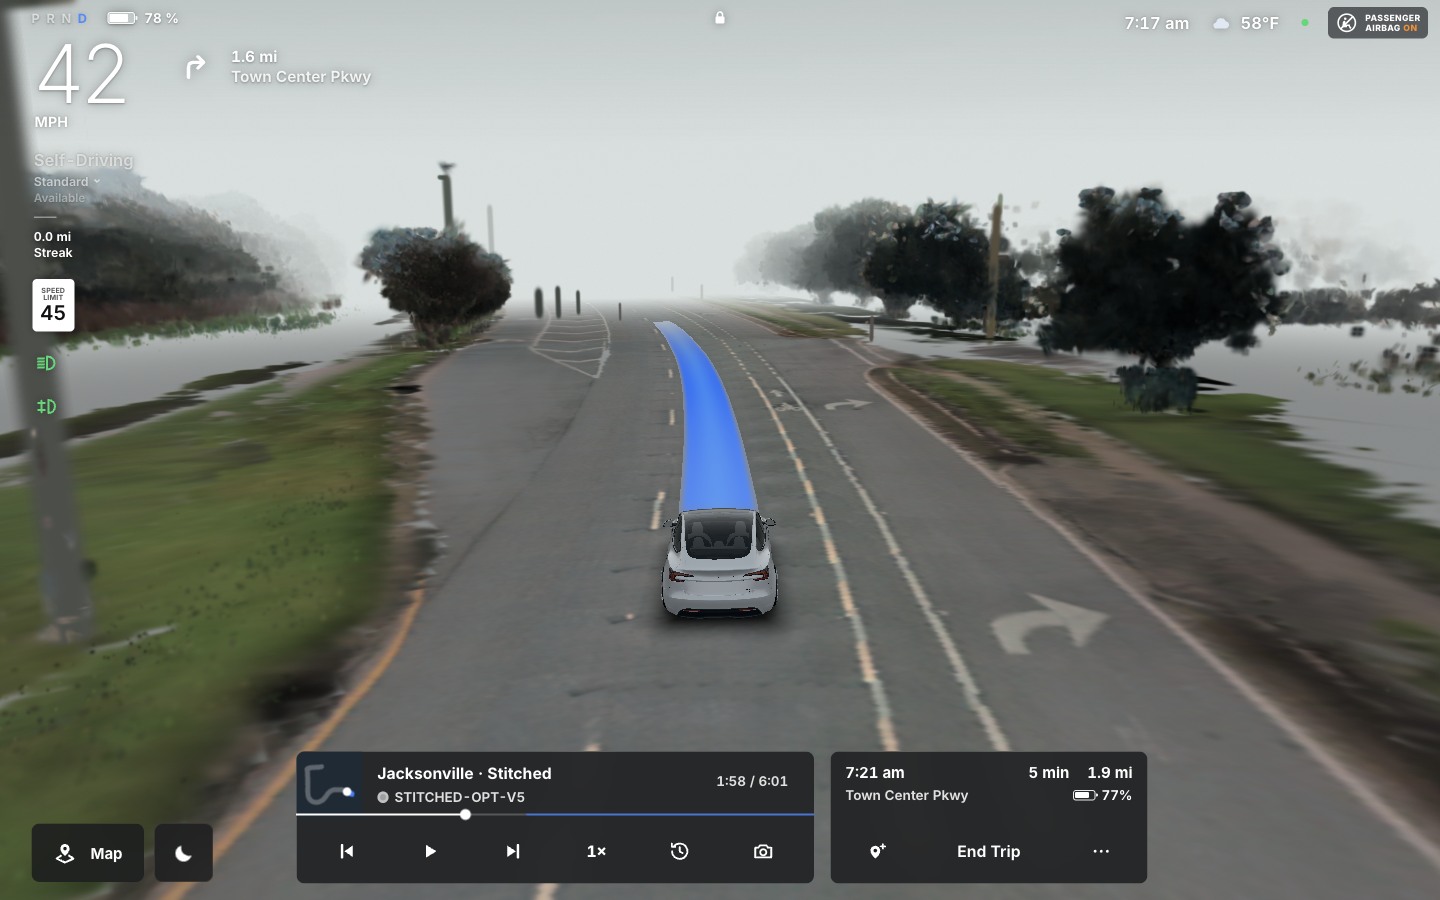 P R N D
78 %
7:17 am
58°F
PASSENGER
AIRBAG ON
42
MPH
1.6 mi
Town Center Pkwy
Self-Driving
Standard
Available
0.0 mi
Streak
SPEED
LIMIT
45
Jacksonville · Stitched
STITCHED-OPT-V5
1:58 / 6:01
1×
7:21 am
5 min
1.9 mi
Town Center Pkwy
77%
End Trip
Map